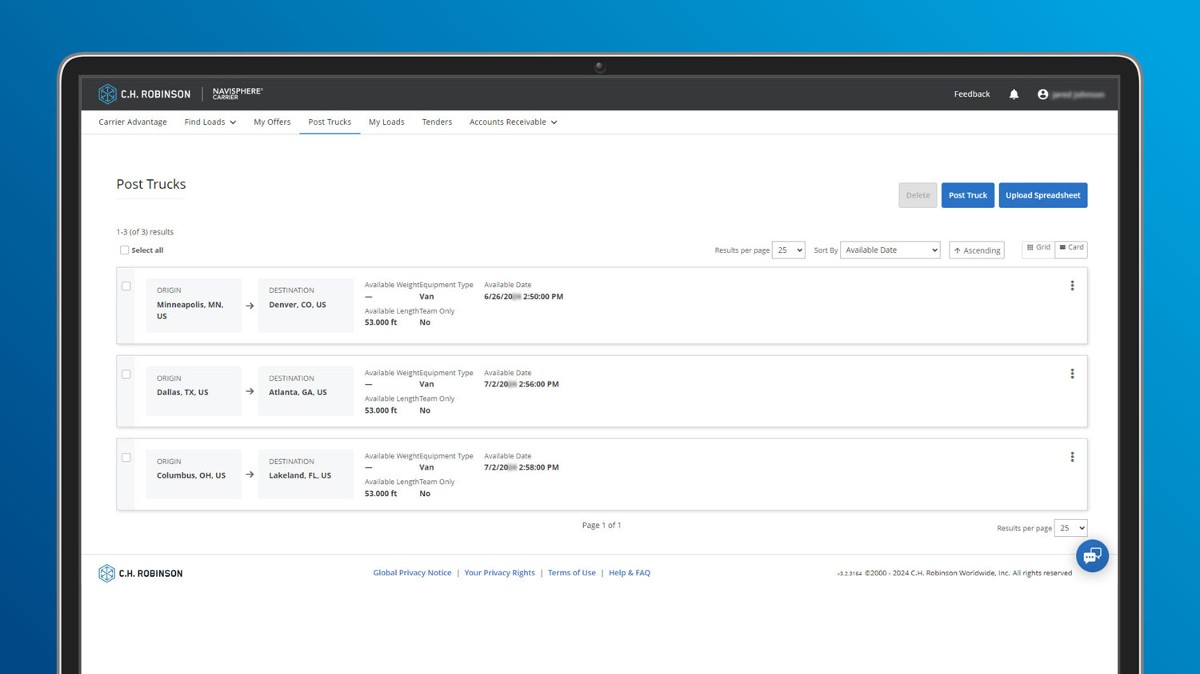 C.H. ROBINSON
NAVISPHERE®
CARRIER
Feedback
Carrier Advantage Find Loads My Offers Post Trucks My Loads Tenders Accounts Receivable
Post Trucks
Delete Post Truck Upload Spreadsheet
1-3 (of 3) results
Select all
Results per page 25 Sort By Available Date Ascending Grid Card
ORIGIN
Minneapolis, MN,
US
DESTINATION
Denver, CO, US
Available Weight Equipment Type Available Date
— Van 6/26/20 2:50:00 PM
Available Length Team Only
53.000 ft No
ORIGIN
Dallas, TX, US
DESTINATION
Atlanta, GA, US
Available Weight Equipment Type Available Date
— Van 7/2/20 2:56:00 PM
Available Length Team Only
53.000 ft No
ORIGIN
Columbus, OH, US
DESTINATION
Lakeland, FL, US
Available Weight Equipment Type Available Date
— Van 7/2/20 2:58:00 PM
Available Length Team Only
53.000 ft No
Page 1 of 1
Results per page 25
C.H. ROBINSON
Global Privacy Notice | Your Privacy Rights | Terms of Use | Help & FAQ
v3.2.3164 ©2000 - 2024 C.H. Robinson Worldwide, Inc. All rights reserved